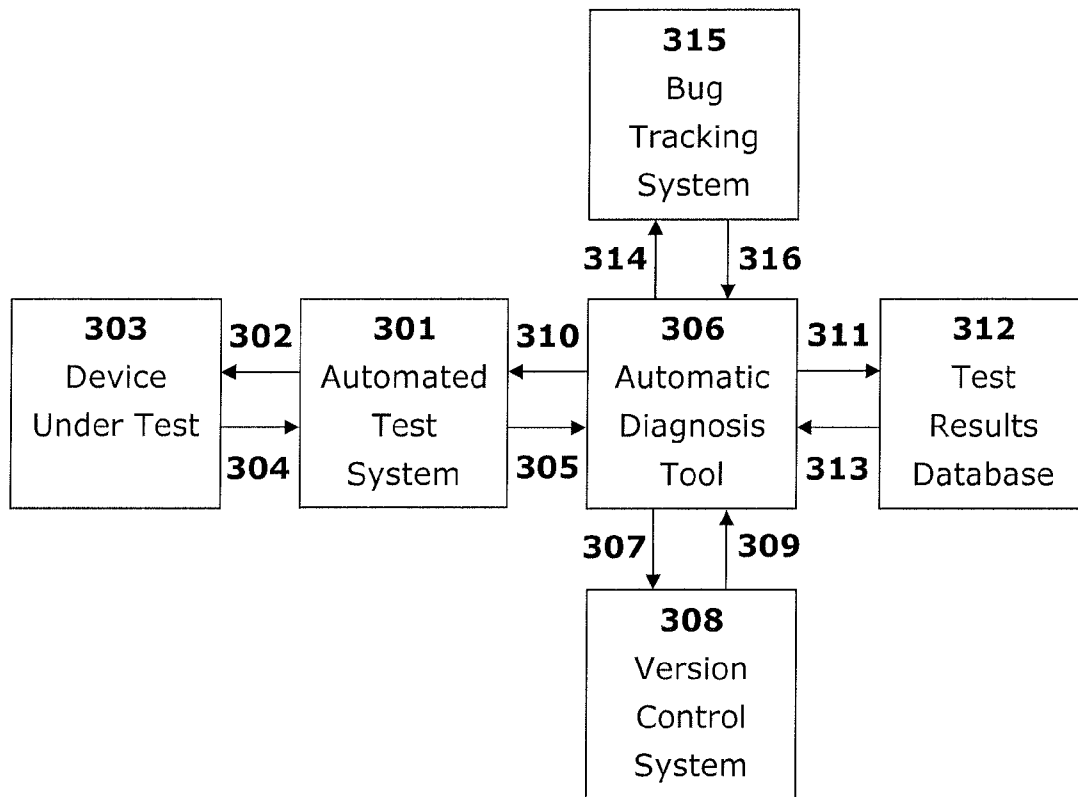 315
Bug
Tracking
System
314
316
303
Device
Under Test
302
304
301
Automated
Test
System
310
305
306
Automatic
Diagnosis
Tool
311
313
312
Test
Results
Database
307
309
308
Version
Control
System